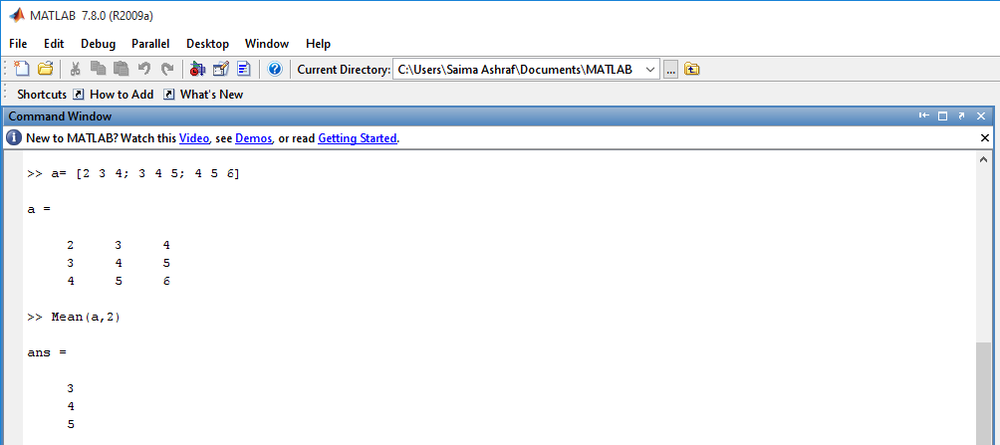 MATLAB 7.8.0 (R2009a)
File Edit Debug Parallel Desktop Window Help
Current Directory: C:\Users\Saima Ashraf\Documents\MATLAB ...
Shortcuts How to Add What's New
Command Window
New to MATLAB? Watch this Video, see Demos, or read Getting Started.
>> a= [2 3 4; 3 4 5; 4 5 6]
a =
2 3 4
3 4 5
4 5 6
>> Mean(a,2)
ans =
3
4
5